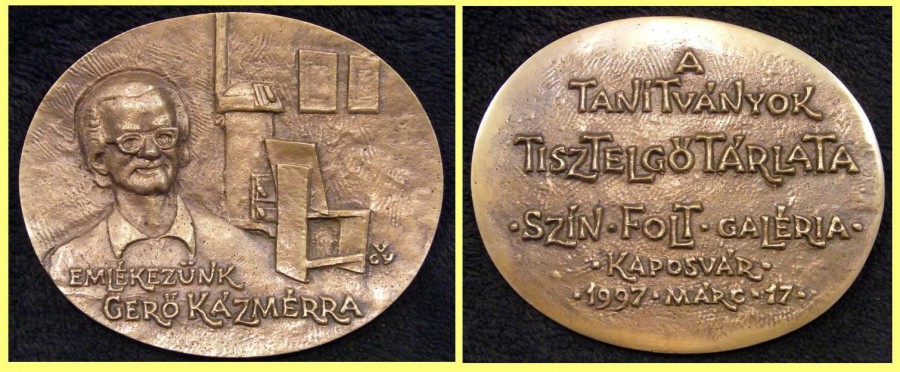 EMLÉKEZÜNK
GERŐ KÁZMÉRRA
A
TANÍTVÁNYOK
TISZTELGŐ TÁRLATA
· SZÍN · FOLT · GALÉRIA ·
· KAPOSVÁR ·
· 1997 · MÁRC · 17 ·